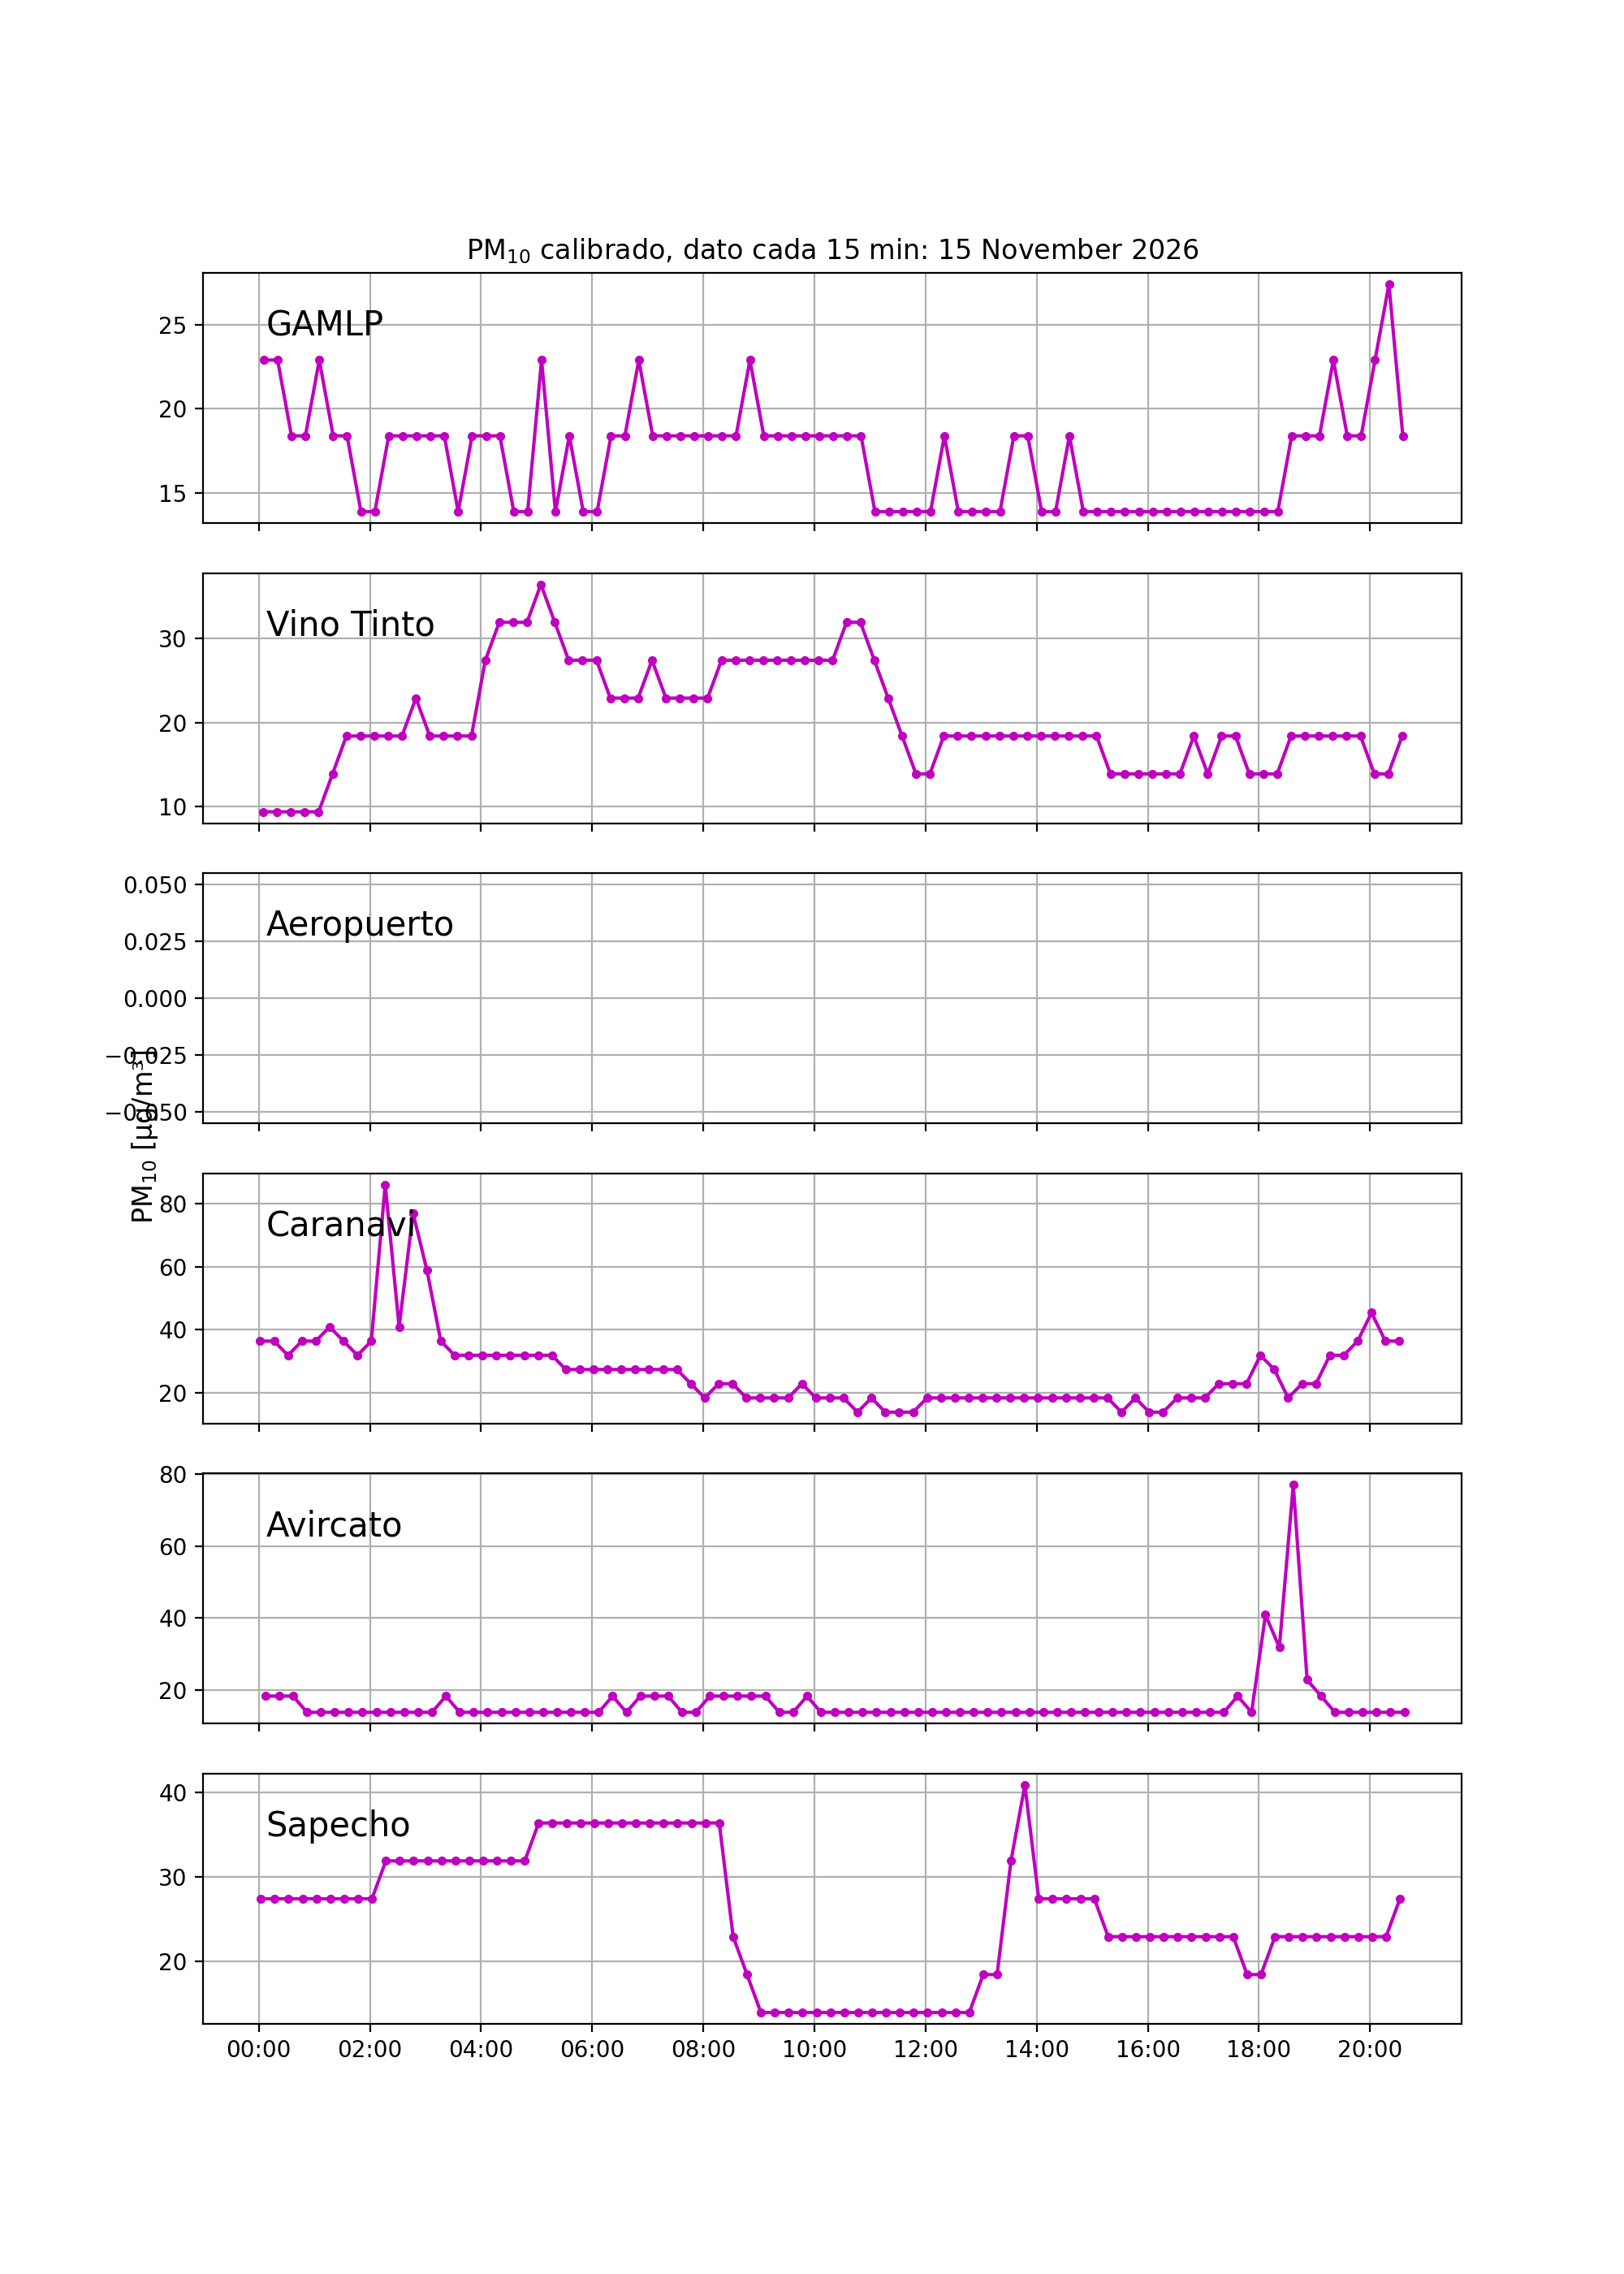 PM₁₀ calibrado, dato cada 15 min: 15 November 2026
GAMLP
25
20
15
Vino Tinto
30
20
10
Aeropuerto
0.050
0.025
0.000
−0.025
−0.050
PM₁₀ [µg/m³]
Caranavi
80
60
40
20
Avircato
80
60
40
20
Sapecho
40
30
20
00:00 02:00 04:00 06:00 08:00 10:00 12:00 14:00 16:00 18:00 20:00